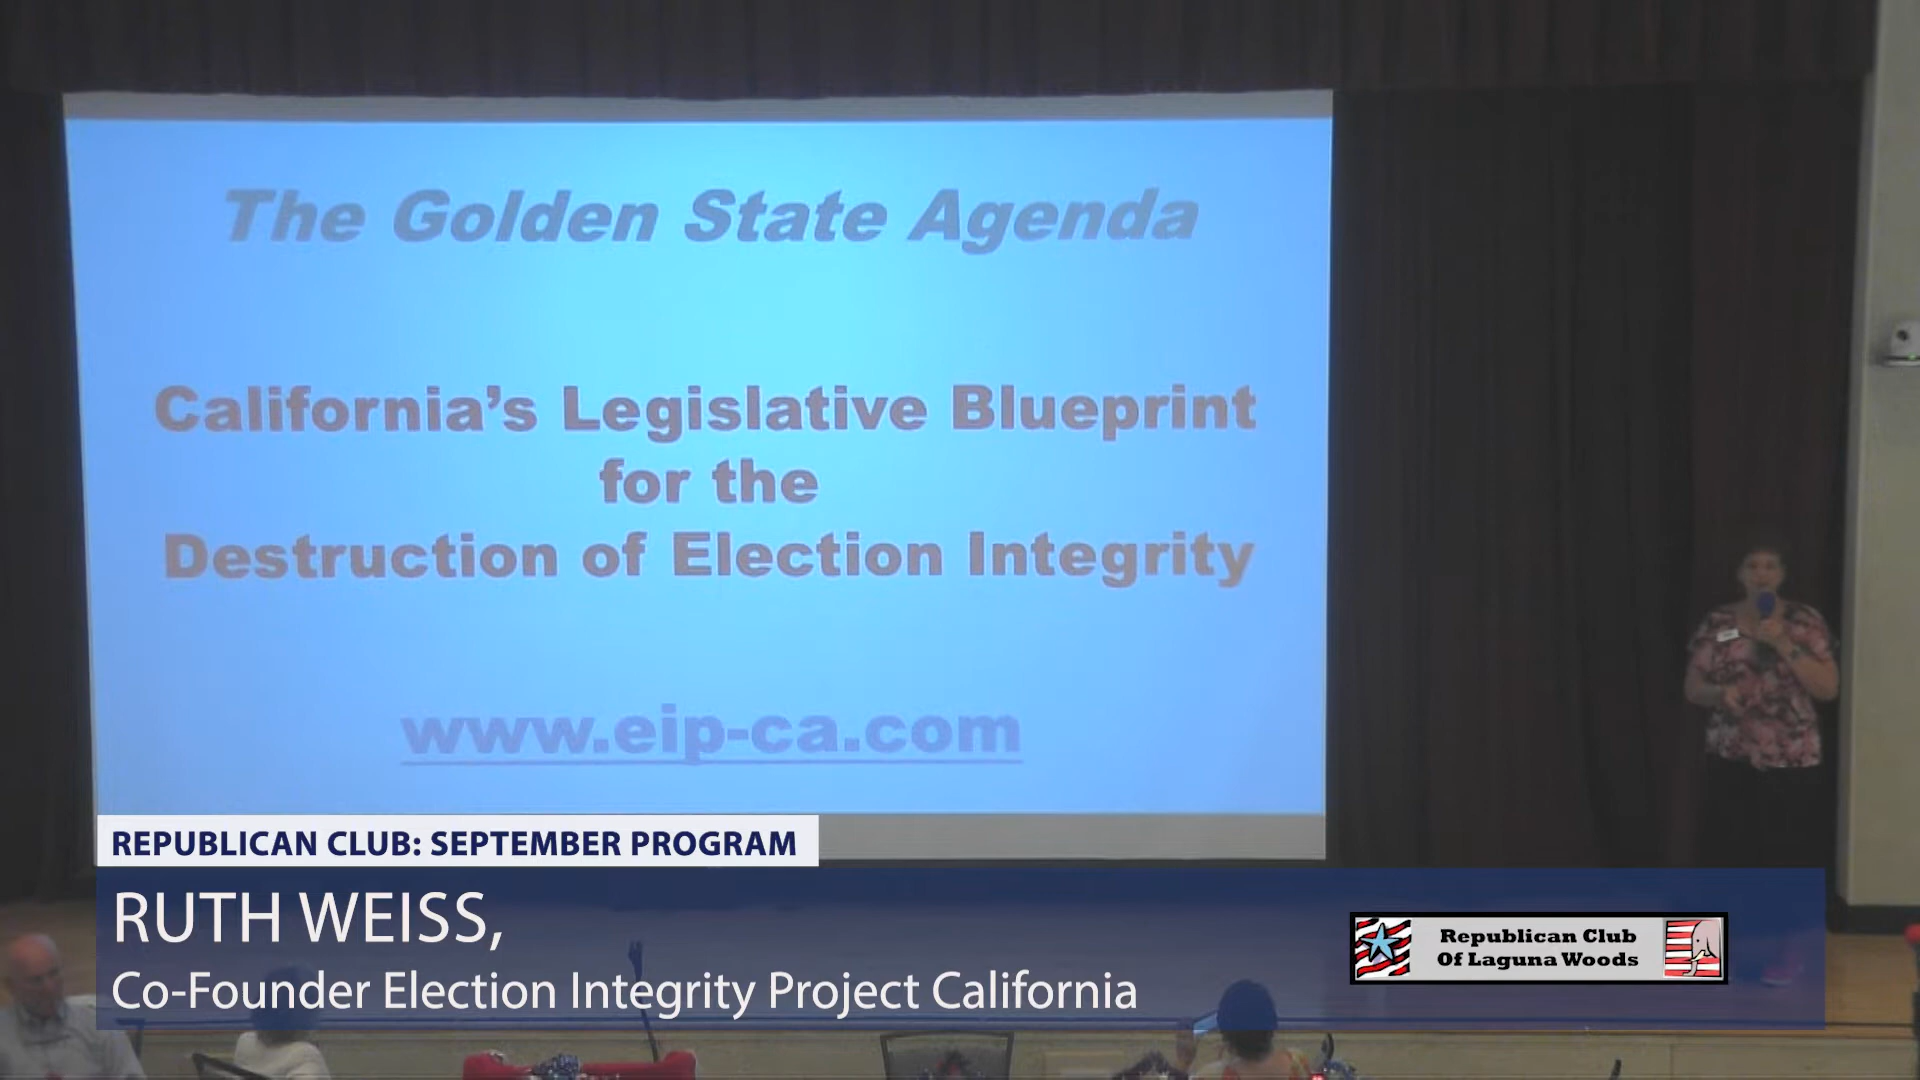 The Golden State Agenda
California's Legislative Blueprint
for the
Destruction of Election Integrity
www.eip-ca.com
REPUBLICAN CLUB: SEPTEMBER PROGRAM
RUTH WEISS,
Co-Founder Election Integrity Project California
Republican Club
Of Laguna Woods